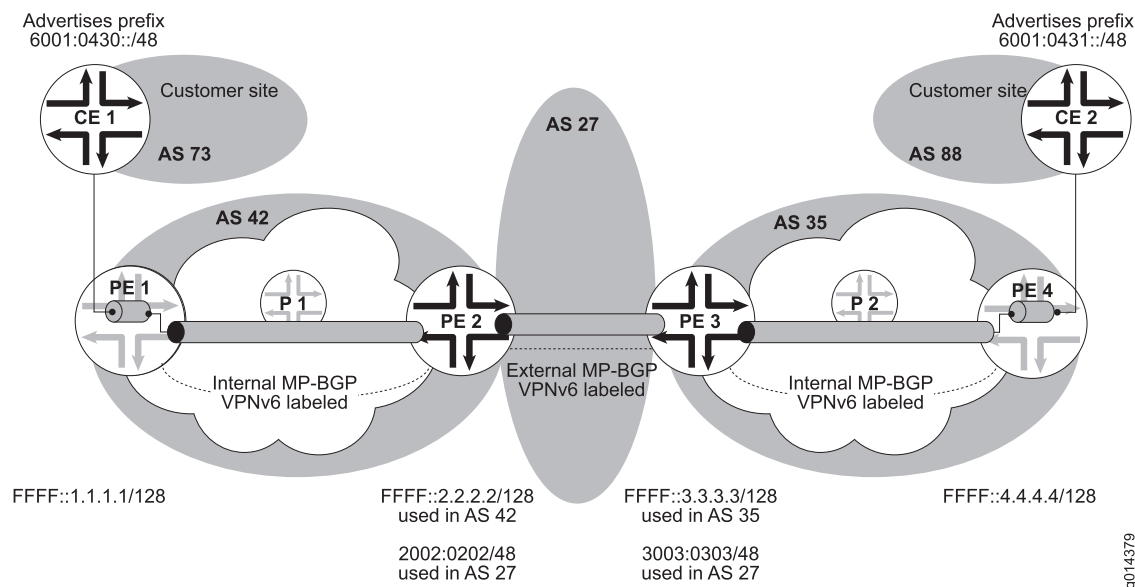 Advertises prefix
6001:0430::/48
Advertises prefix
6001:0431::/48
CE 1
Customer site
AS 73
AS 27
Customer site
AS 88
CE 2
AS 42
AS 35
PE 1
P 1
PE 2
PE 3
P 2
PE 4
Internal MP-BGP
VPNv6 labeled
External MP-BGP
VPNv6 labeled
Internal MP-BGP
VPNv6 labeled
FFFF::1.1.1.1/128
FFFF::2.2.2.2/128
used in AS 42
2002:0202/48
used in AS 27
FFFF::3.3.3.3/128
used in AS 35
3003:0303/48
used in AS 27
FFFF::4.4.4.4/128
g014379